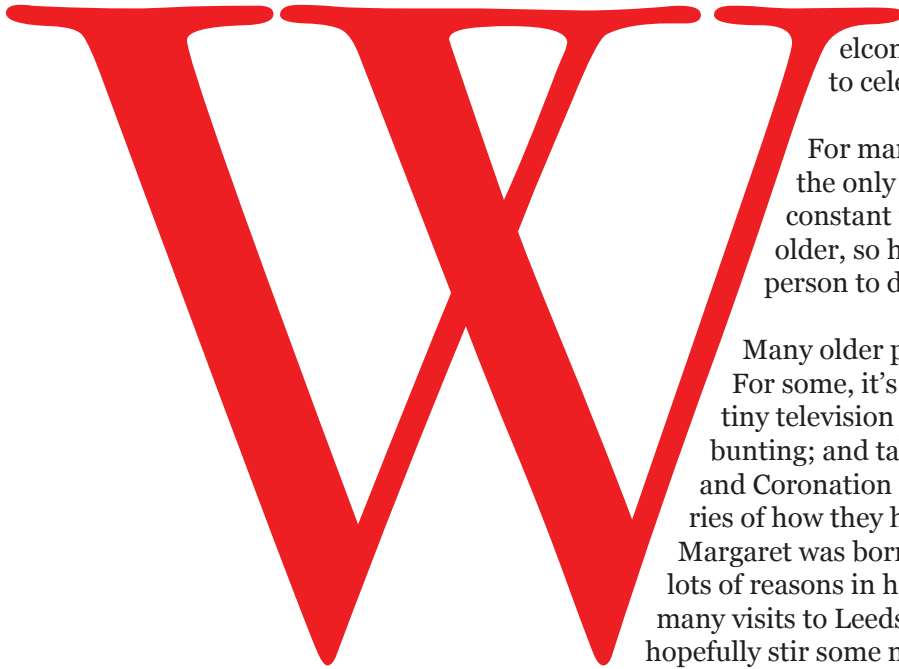 Welcom
to cele
For man
the only
constant
older, so h
person to d
Many older p
For some, it’s
tiny television
bunting; and ta
and Coronation
ries of how they h
Margaret was born
lots of reasons in h
many visits to Leeds
hopefully stir some m